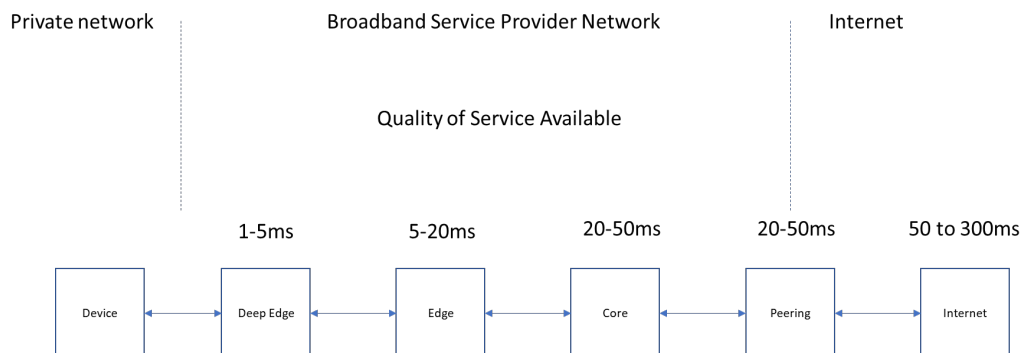 Private network
Broadband Service Provider Network
Internet
Quality of Service Available
1-5ms
5-20ms
20-50ms
20-50ms
50 to 300ms
Device
Deep Edge
Edge
Core
Peering
Internet